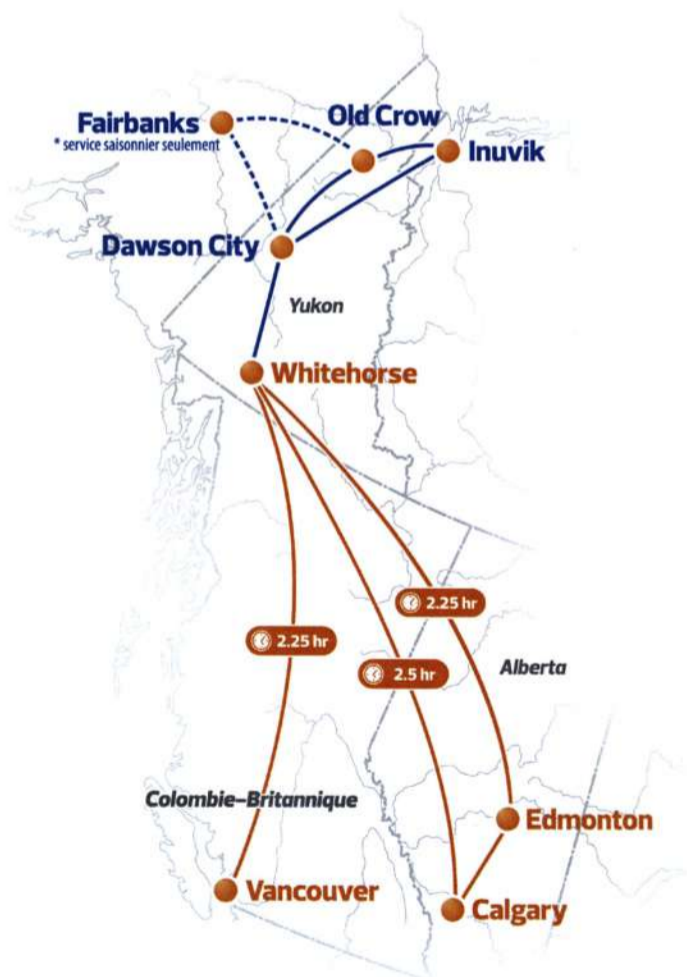 Old Crow
Fairbanks
* service saisonnier seulement
Inuvik
Dawson City
Yukon
Whitehorse
2.25 hr
2.25 hr
2.5 hr
Alberta
Colombie–Britannique
Edmonton
Vancouver
Calgary